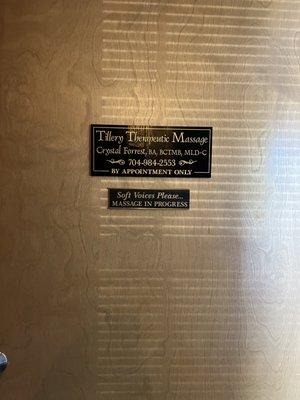 Tillery Therapeutic Massage
Crystal Forrest, BA, BCTMB, MLD-C
704-984-2553
BY APPOINTMENT ONLY
Soft Voices Please...
MASSAGE IN PROGRESS